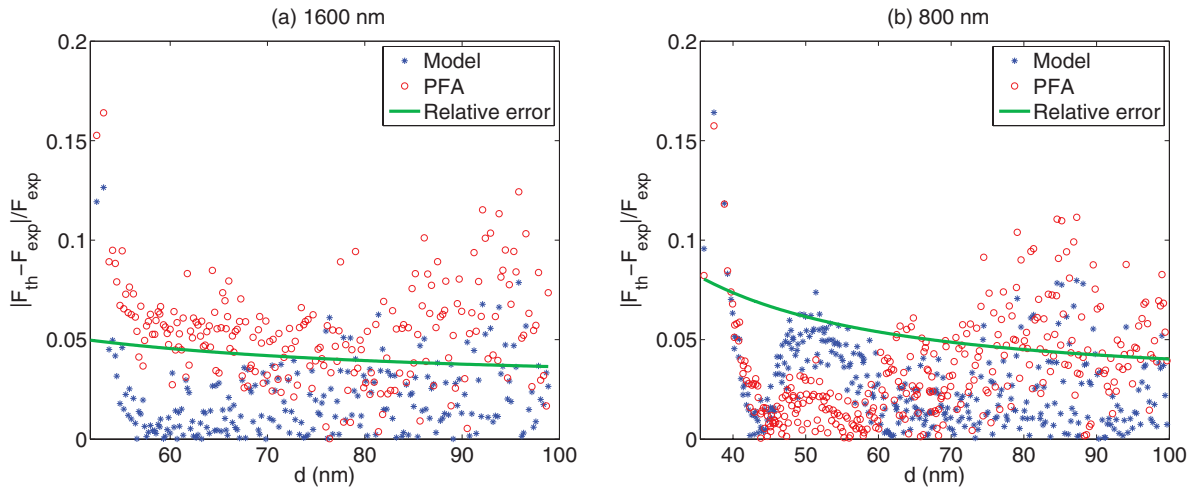 (a) 1600 nm
|F_th−F_exp|/F_exp
0.2
0.15
0.1
0.05
0
Model
PFA
Relative error
60
70
80
90
100
d (nm)
(b) 800 nm
|F_th−F_exp|/F_exp
0.2
0.15
0.1
0.05
0
Model
PFA
Relative error
40
50
60
70
80
90
100
d (nm)